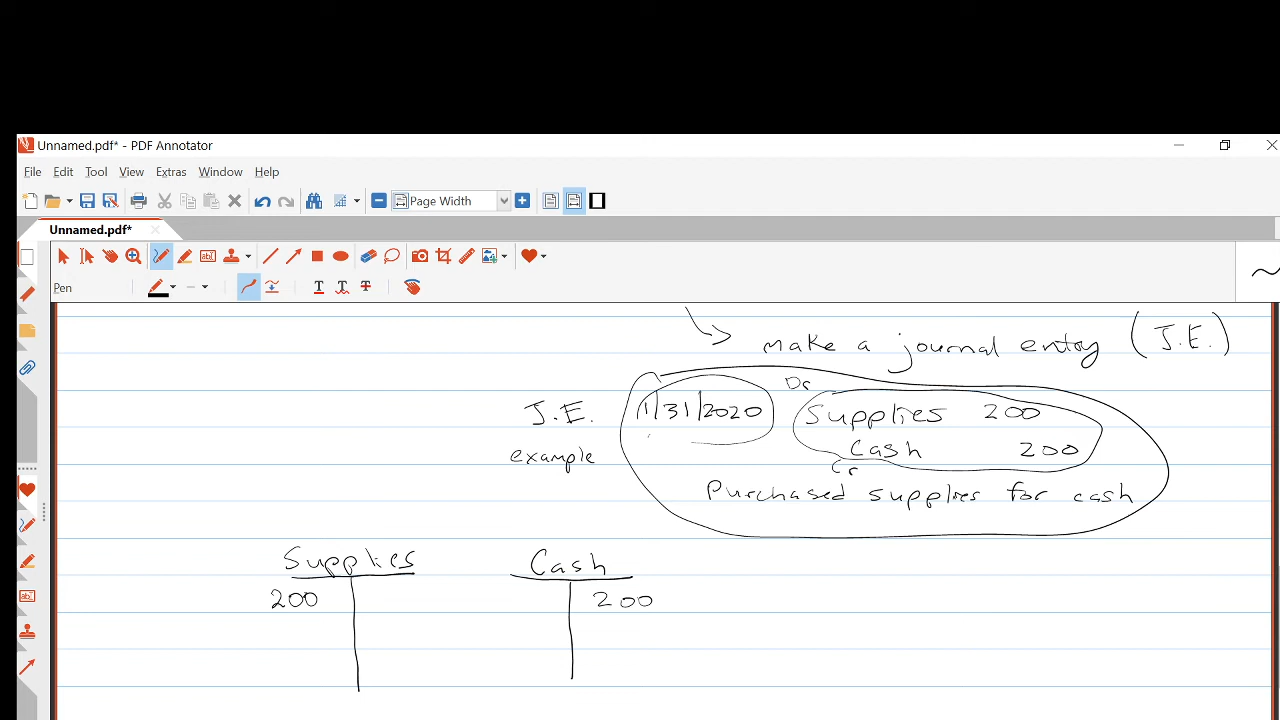 Unnamed.pdf* - PDF Annotator
File Edit Tool View Extras Window Help
Page Width
Unnamed.pdf*
Pen
make a journal entry (J.E.)
Dr
J.E. 1/31/2020 Supplies 200
example Cash 200
Cr
Purchased supplies for cash
Supplies Cash
200 200